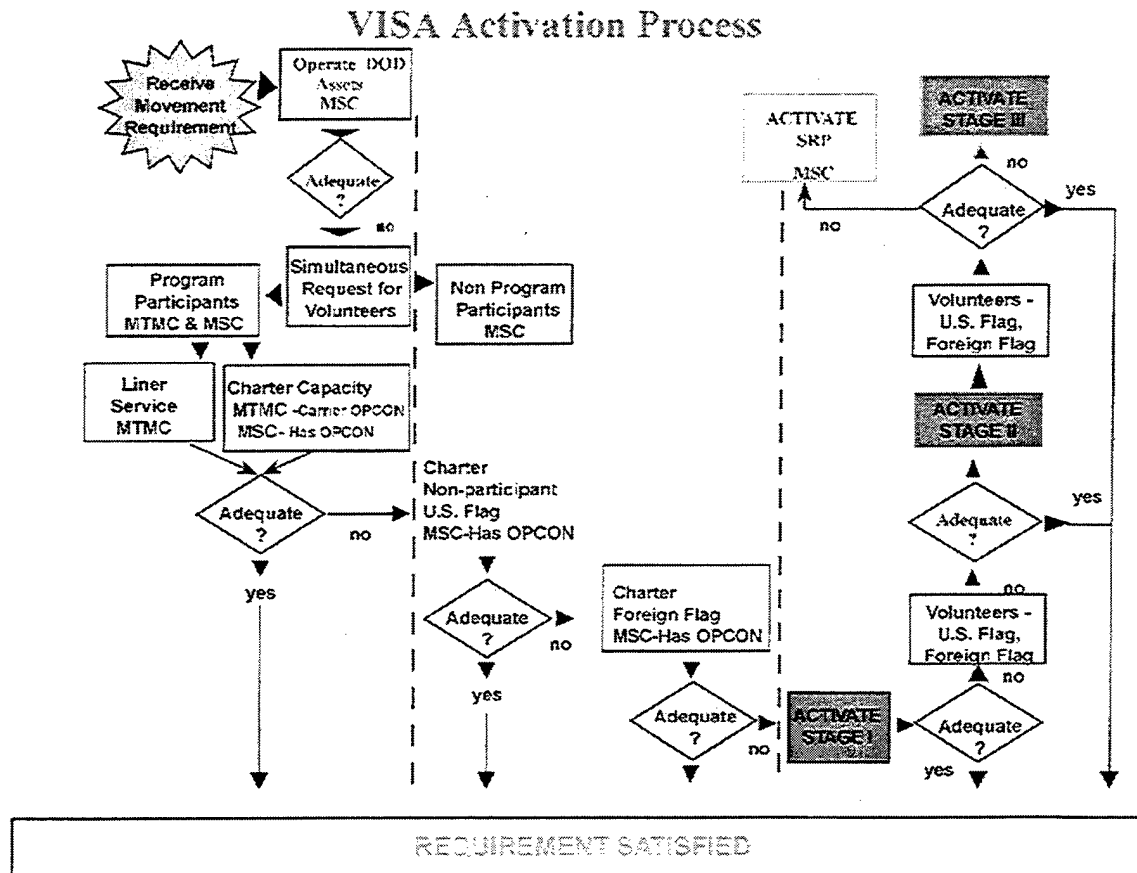 VISA Activation Process
Receive
Movement
Requirement
Operate DOD
Assets
MSC
Adequate
?
no
Simultaneous
Request for
Volunteers
Program
Participants
MTMC & MSC
Non Program
Participants
MSC
Liner
Service
MTMC
Charter Capacity
MTMC -Carrier OPCON
MSC- Has OPCON
Adequate
?
no
yes
Charter
Non-participant
U.S. Flag
MSC-Has OPCON
Adequate
?
no
yes
Charter
Foreign Flag
MSC-Has OPCON
Adequate
?
no
ACTIVATE
STAGE I
Adequate
?
yes
no
Volunteers -
U.S. Flag,
Foreign Flag
no
Adequate
?
yes
ACTIVATE
STAGE II
Volunteers -
U.S. Flag,
Foreign Flag
Adequate
?
yes
no
no
ACTIVATE
SRP
MSC
ACTIVATE
STAGE III
REQUIREMENT SATISFIED